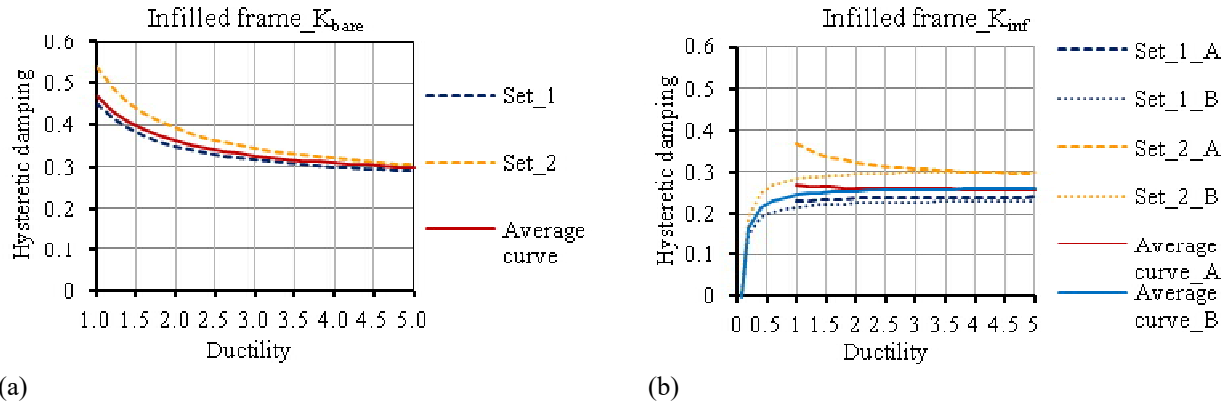 Infilled frame_Kbare
Hysteretic damping
0.6
0.5
0.4
0.3
0.2
0.1
0
1.0 1.5 2.0 2.5 3.0 3.5 4.0 4.5 5.0
Ductility
Set_1
Set_2
Average
curve
(a)
Infilled frame_Kinf
Hysteretic damping
0.6
0.5
0.4
0.3
0.2
0.1
0
0 0.5 1 1.5 2 2.5 3 3.5 4 4.5 5
Ductility
Set_1_A
Set_1_B
Set_2_A
Set_2_B
Average
curve_A
Average
curve_B
(b)